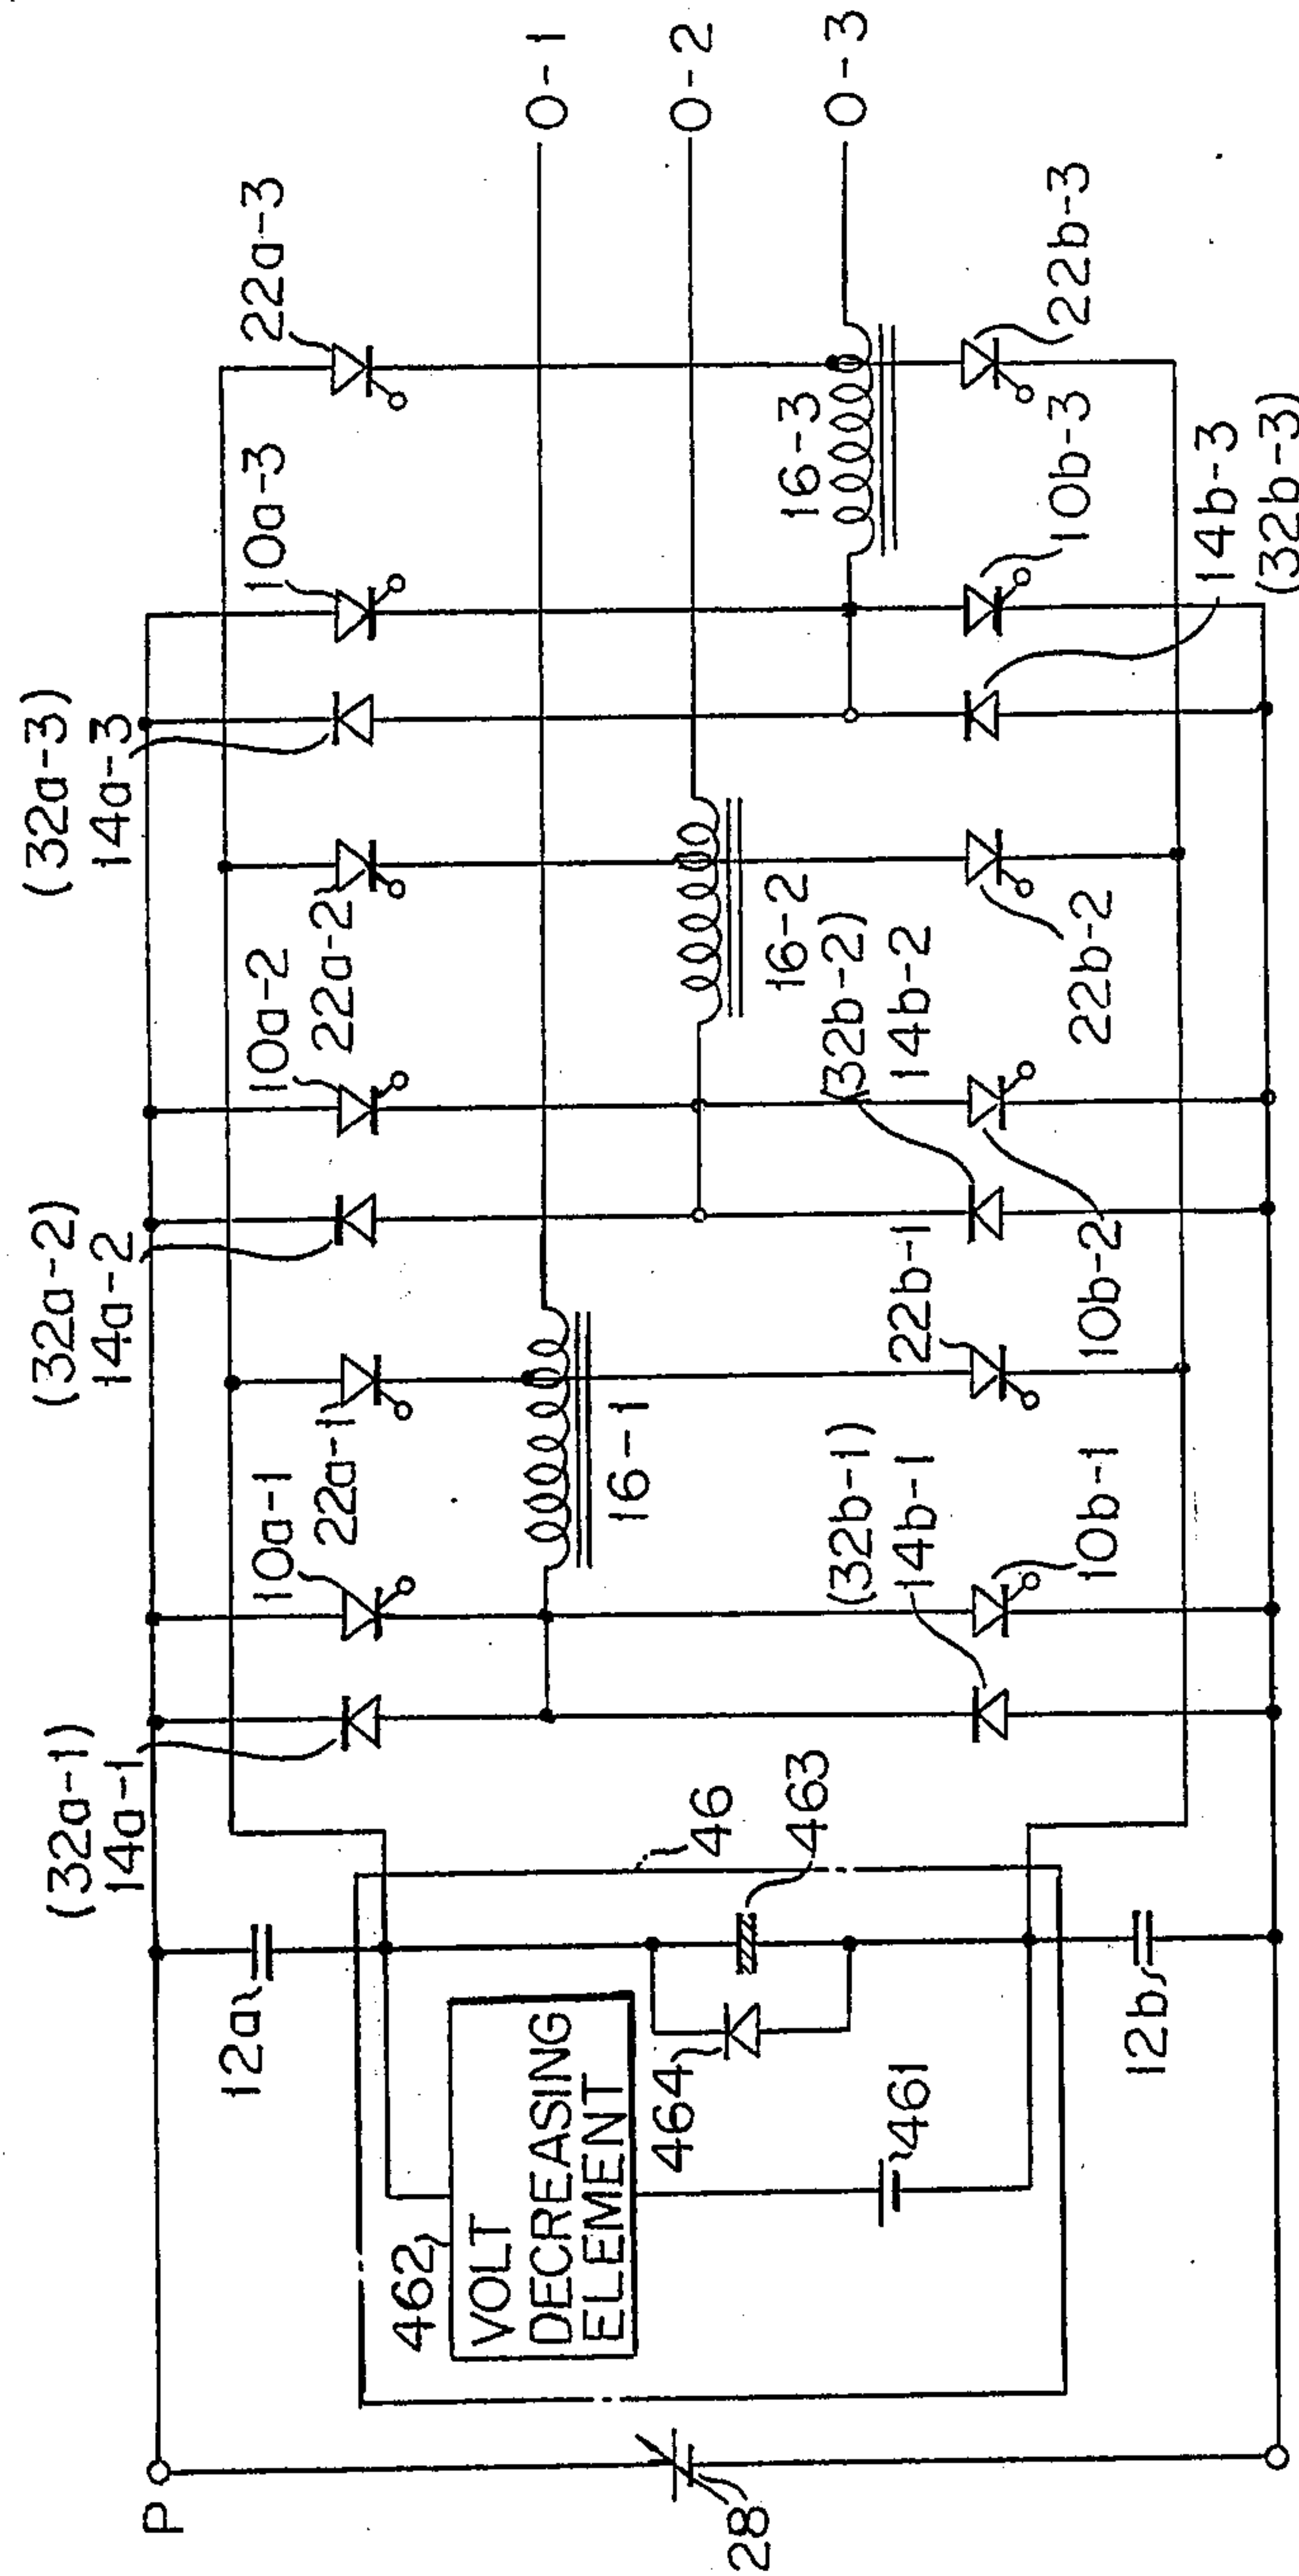 (32a-1)
14a-1
(32a-2)
14a-2
(32a-3)
14a-3
P
12a
10a-1
22a-1
10a-2
22a-2
10a-3
22a-3
0-1
0-2
0-3
462
VOLT
DECREASING
ELEMENT
464
46
463
461
28
12b
16-1
16-2
16-3
(32b-1)
14b-1
10b-1
22b-1
(32b-2)
14b-2
10b-2
22b-2
10b-3
22b-3
14b-3
(32b-3)